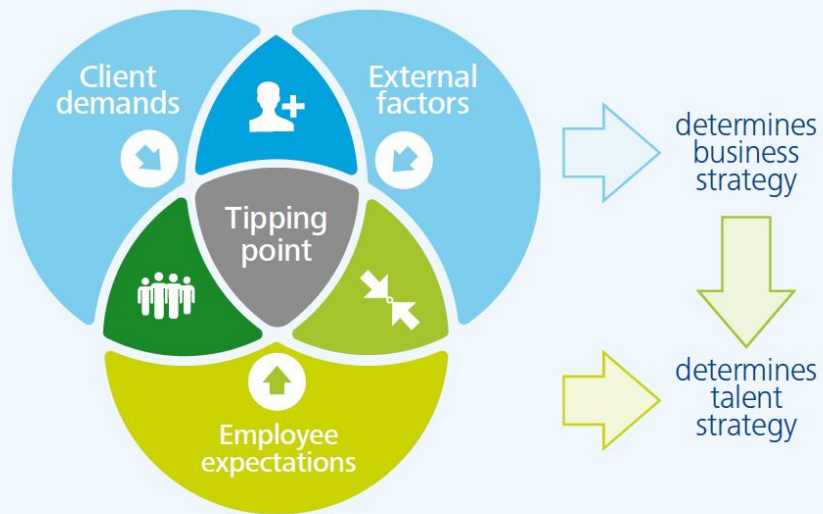 Client
demands
External
factors
Tipping
point
Employee
expectations
determines
business
strategy
determines
talent
strategy